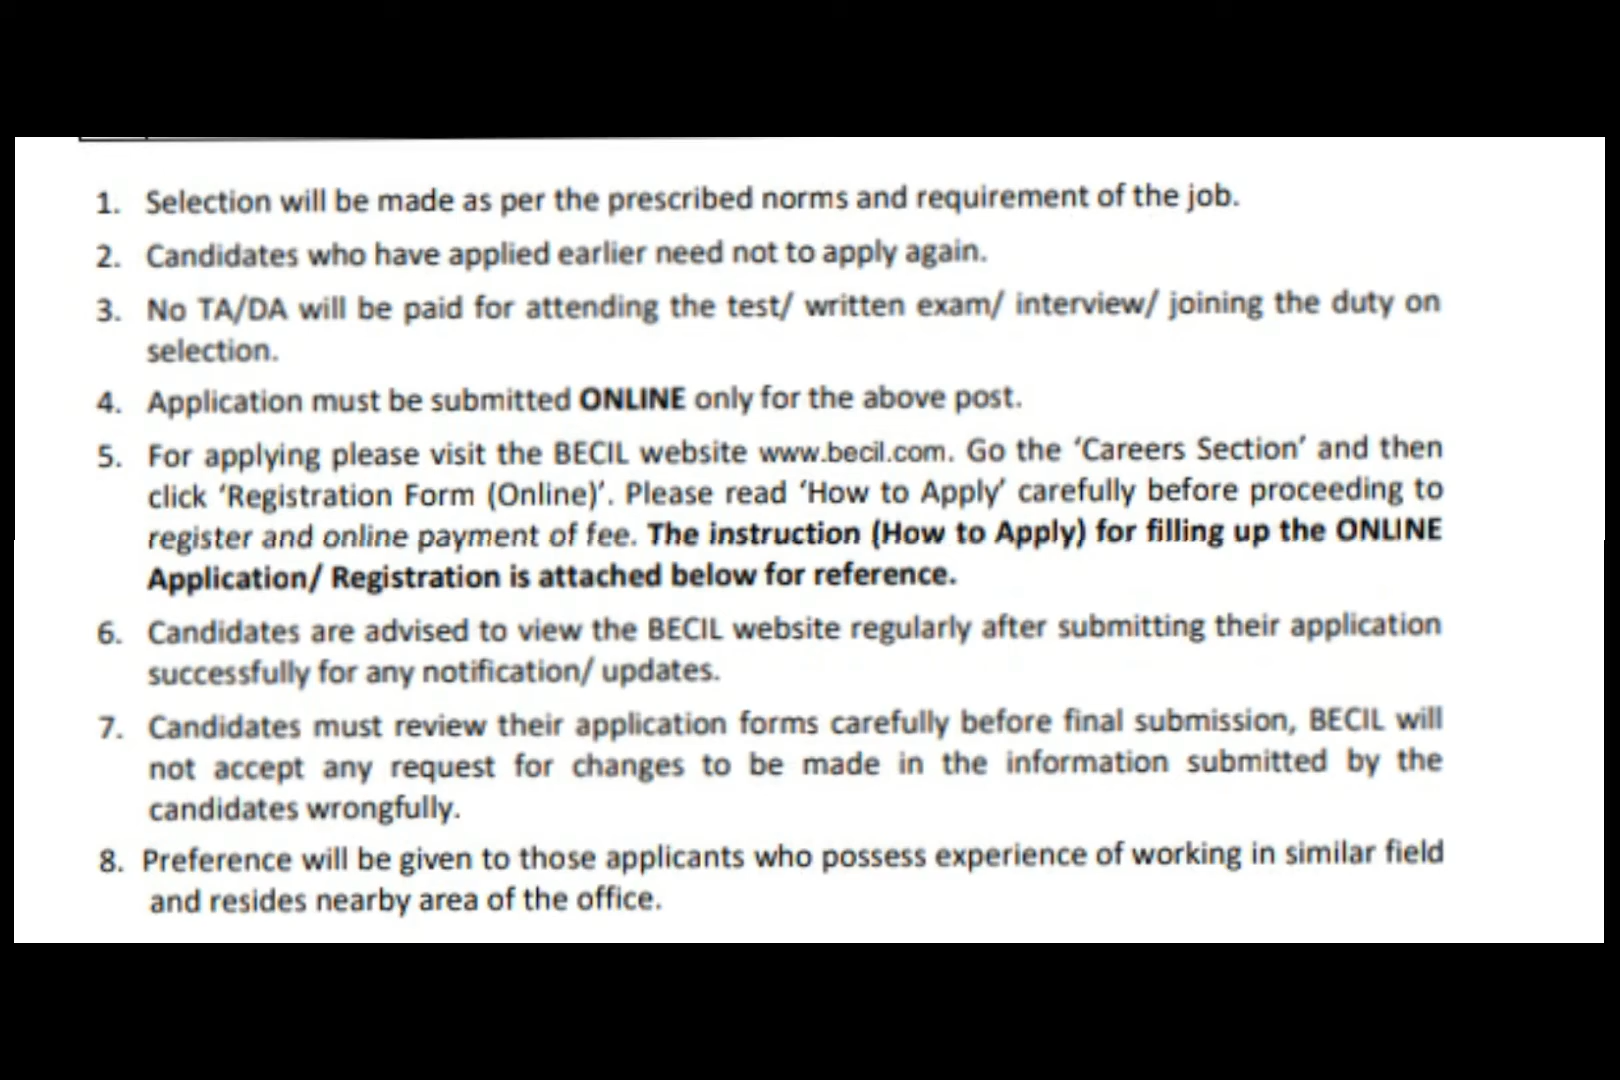 1. Selection will be made as per the prescribed norms and requirement of the job.
2. Candidates who have applied earlier need not to apply again.
3. No TA/DA will be paid for attending the test/ written exam/ interview/ joining the duty on
selection.
4. Application must be submitted ONLINE only for the above post.
5. For applying please visit the BECIL website www.becil.com. Go the ‘Careers Section’ and then
click ‘Registration Form (Online)’. Please read ‘How to Apply’ carefully before proceeding to
register and online payment of fee. The instruction (How to Apply) for filling up the ONLINE
Application/ Registration is attached below for reference.
6. Candidates are advised to view the BECIL website regularly after submitting their application
successfully for any notification/ updates.
7. Candidates must review their application forms carefully before final submission, BECIL will
not accept any request for changes to be made in the information submitted by the
candidates wrongfully.
8. Preference will be given to those applicants who possess experience of working in similar field
and resides nearby area of the office.